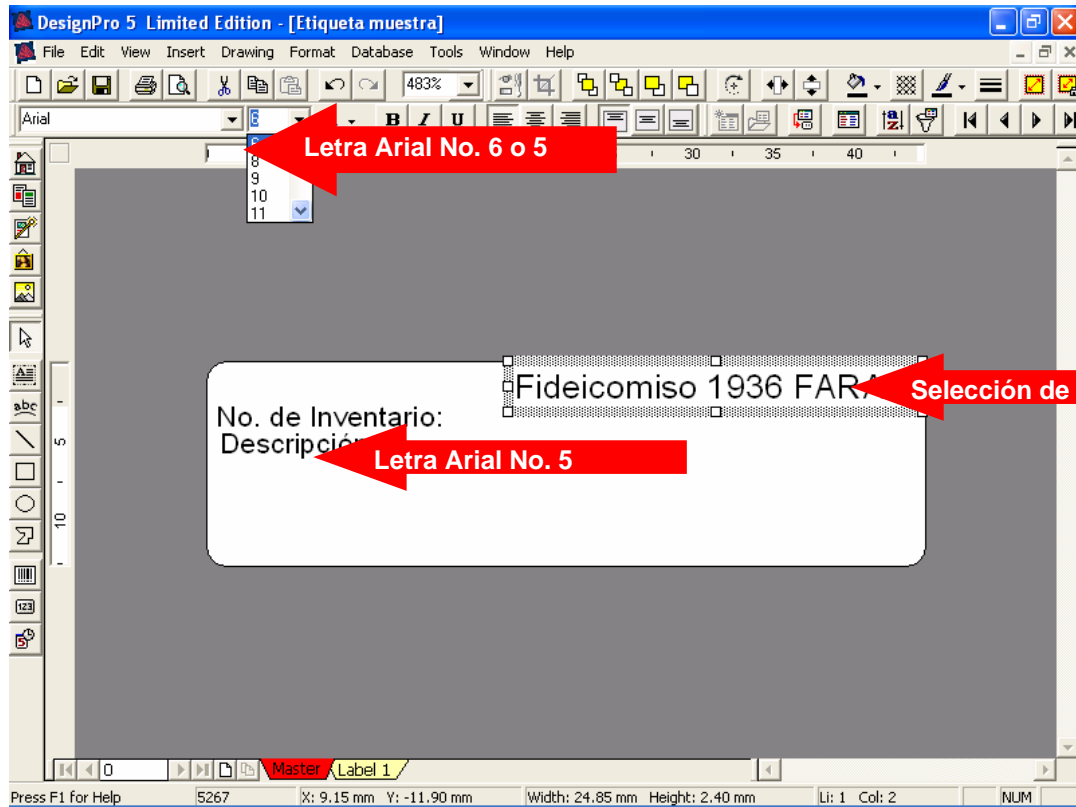 DesignPro 5 Limited Edition - [Etiqueta muestra]
File Edit View Insert Drawing Format Database Tools Window Help
483%
Arial 6 B I U
Letra Arial No. 6 o 5
30 35 40
8
9
10
11
Fideicomiso 1936 FARA
Selección de
No. de Inventario:
Descripción
Letra Arial No. 5
abc
5
10
123
0 Master Label 1
Press F1 for Help 5267 X: 9.15 mm Y: -11.90 mm Width: 24.85 mm Height: 2.40 mm Li: 1 Col: 2 NUM